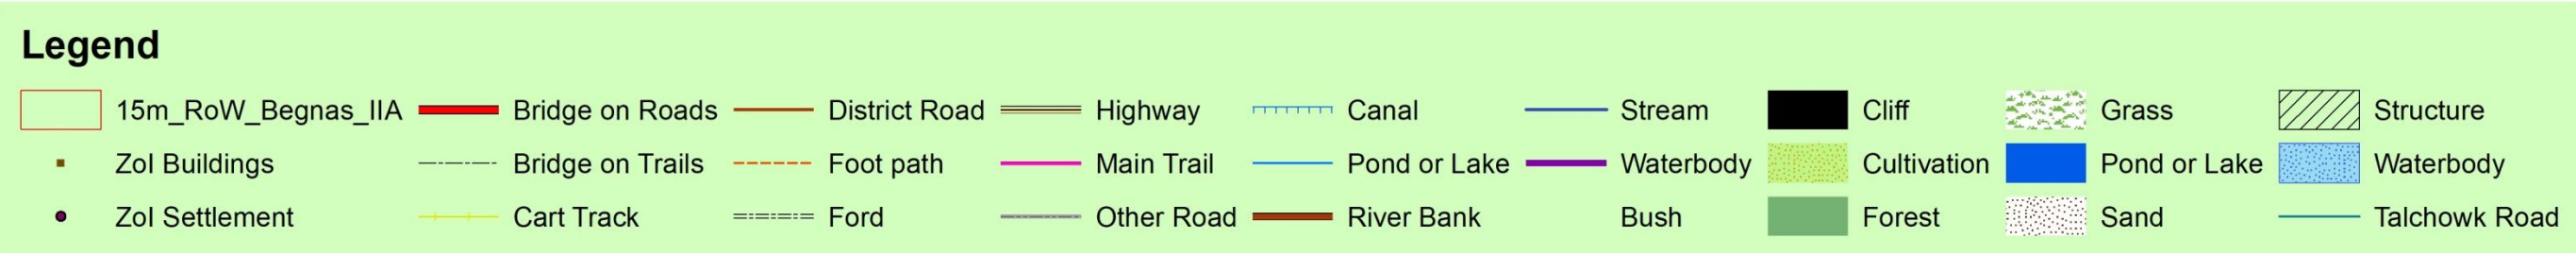 Legend
15m_RoW_Begnas_IIA Bridge on Roads District Road Highway Canal Stream Cliff Grass Structure
ZoI Buildings Bridge on Trails Foot path Main Trail Pond or Lake Waterbody Cultivation Pond or Lake Waterbody
ZoI Settlement Cart Track Ford Other Road River Bank Bush Forest Sand Talchowk Road